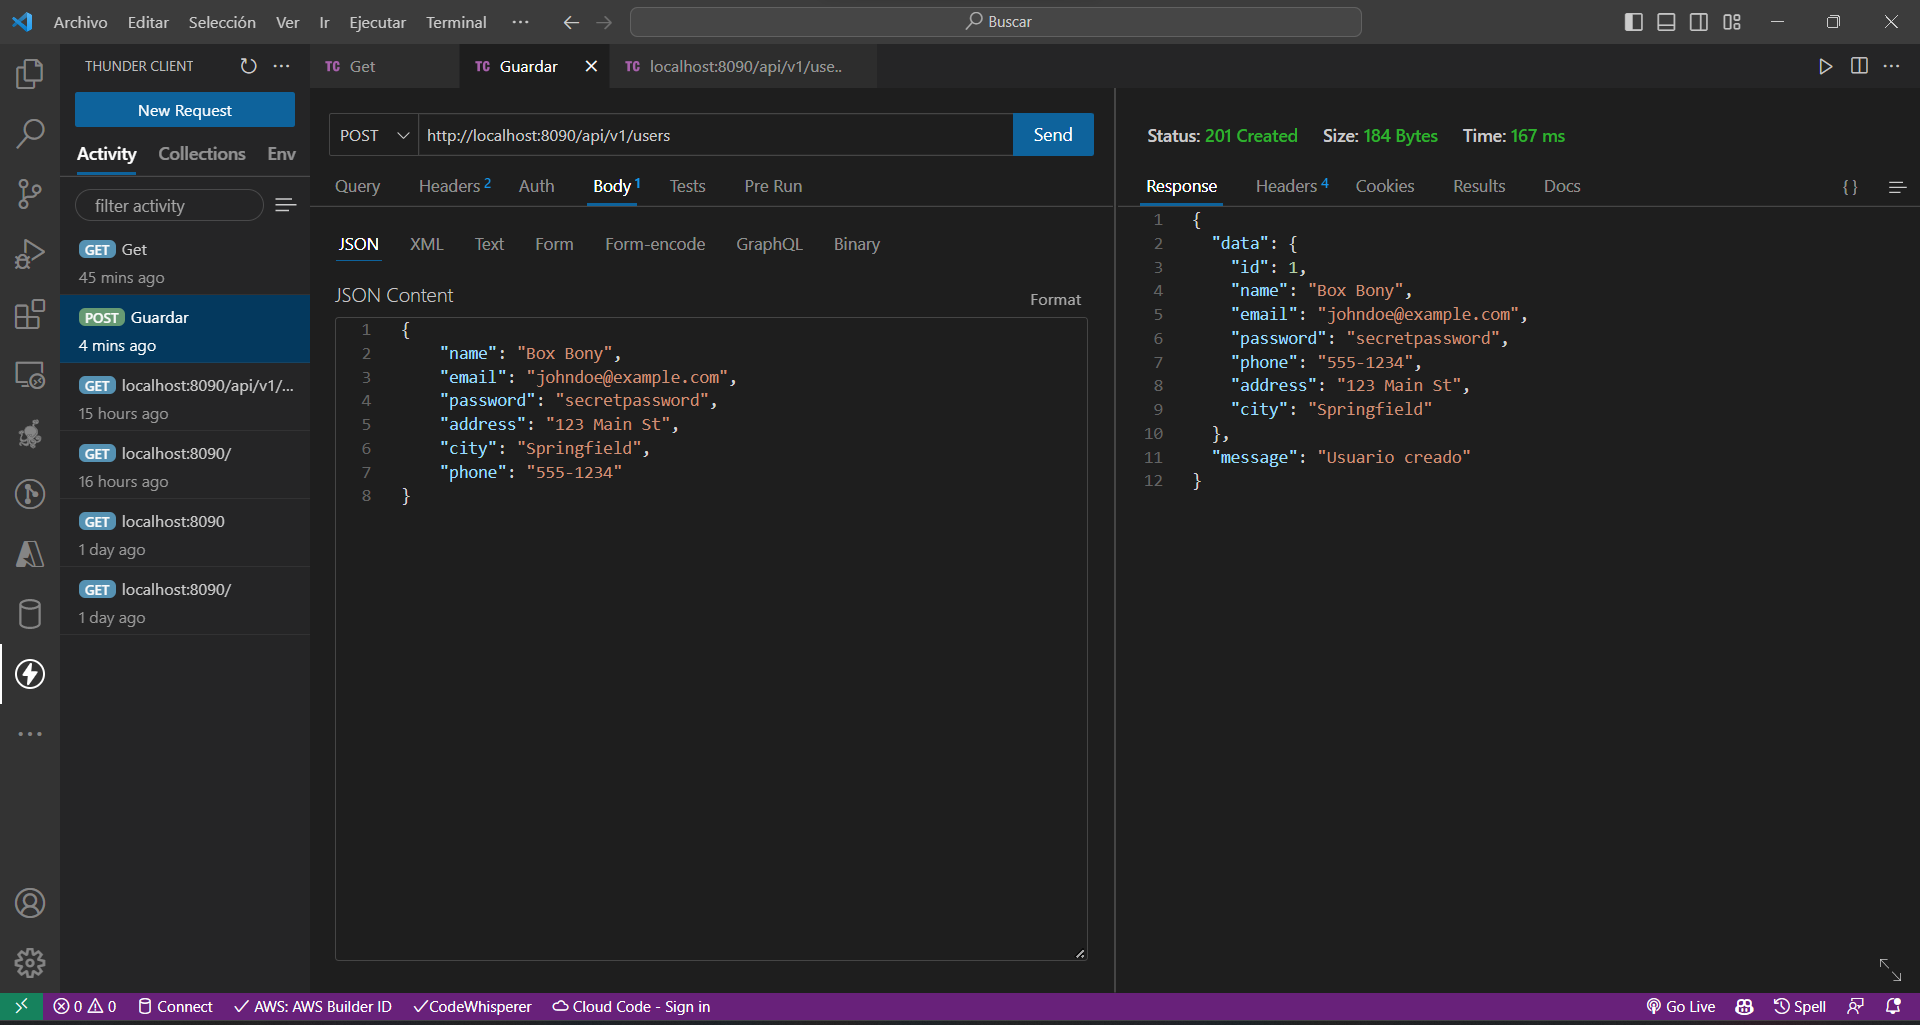 Archivo Editar Selección Ver Ir Ejecutar Terminal ··· Buscar
THUNDER CLIENT ···
New Request
Activity Collections Env
filter activity
GET Get
45 mins ago
POST Guardar
4 mins ago
GET localhost:8090/api/v1/...
15 hours ago
GET localhost:8090/
16 hours ago
GET localhost:8090
1 day ago
GET localhost:8090/
1 day ago
TC Get
TC Guardar
TC localhost:8090/api/v1/use..
POST http://localhost:8090/api/v1/users Send
Query Headers 2 Auth Body 1 Tests Pre Run
JSON XML Text Form Form-encode GraphQL Binary
JSON Content
Format
1 {
2 "name": "Box Bony",
3 "email": "johndoe@example.com",
4 "password": "secretpassword",
5 "address": "123 Main St",
6 "city": "Springfield",
7 "phone": "555-1234"
8 }
Status: 201 Created Size: 184 Bytes Time: 167 ms
Response Headers 4 Cookies Results Docs { }
1 {
2 "data": {
3 "id": 1,
4 "name": "Box Bony",
5 "email": "johndoe@example.com",
6 "password": "secretpassword",
7 "phone": "555-1234",
8 "address": "123 Main St",
9 "city": "Springfield"
10 },
11 "message": "Usuario creado"
12 }
0 0 Connect AWS: AWS Builder ID CodeWhisperer Cloud Code - Sign in Go Live Spell